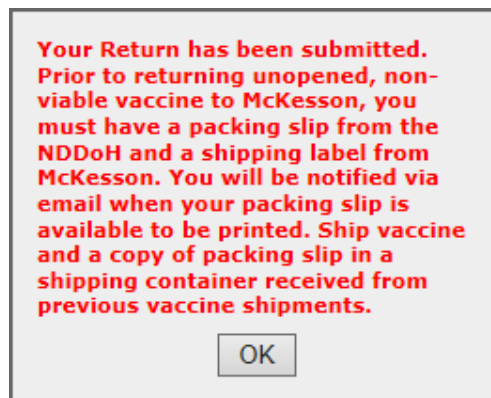 Your Return has been submitted.
Prior to returning unopened, non-
viable vaccine to McKesson, you
must have a packing slip from the
NDDoH and a shipping label from
McKesson. You will be notified via
email when your packing slip is
available to be printed. Ship vaccine
and a copy of packing slip in a
shipping container received from
previous vaccine shipments.
OK